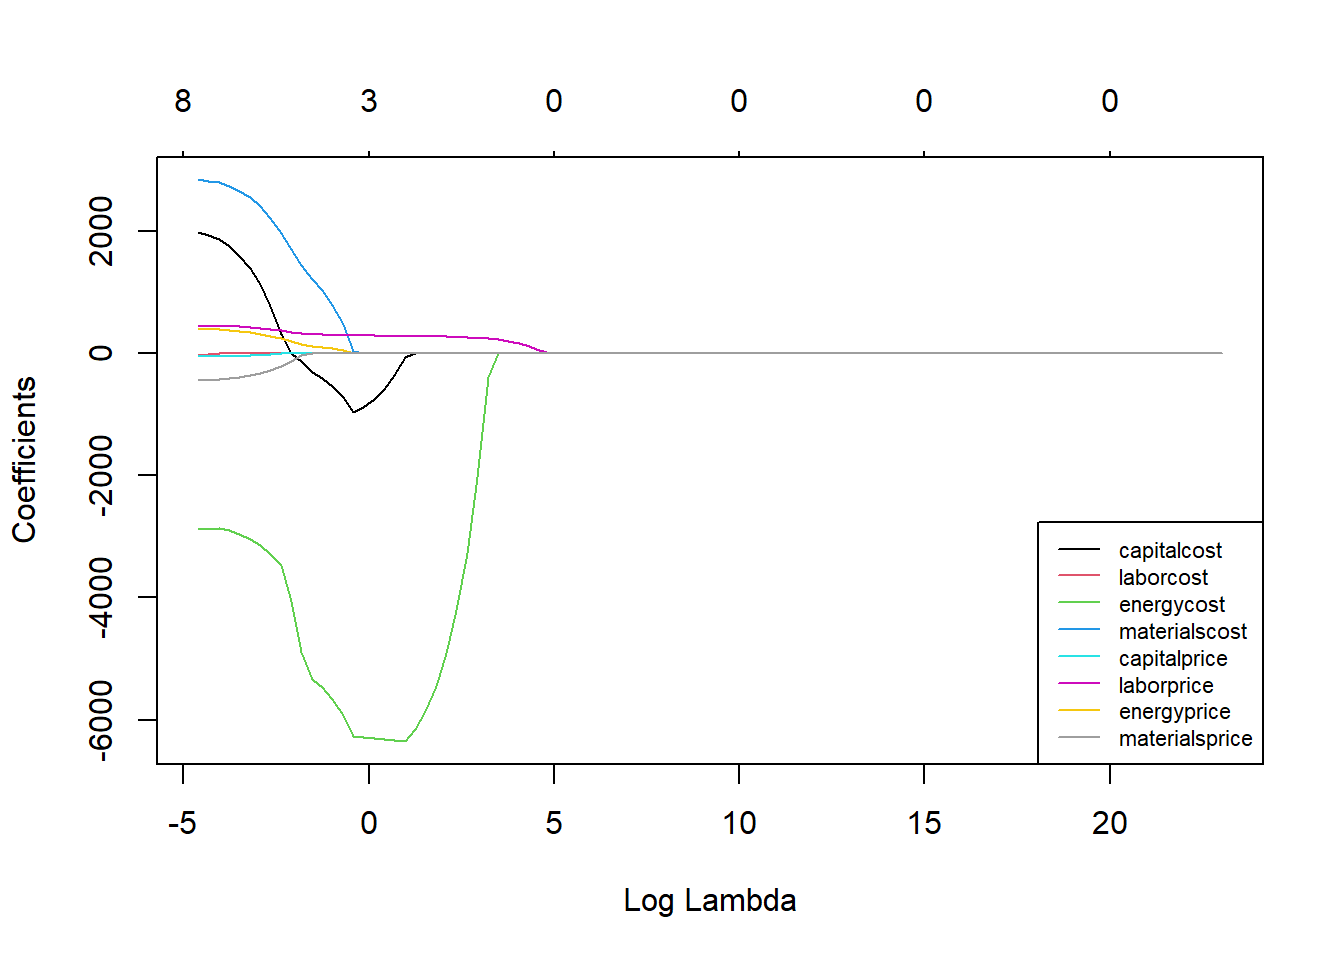 8 3 0 0 0 0
2000
0
-2000
-4000
-6000
Coefficients
capitalcost
laborcost
energycost
materialscost
capitalprice
laborprice
energyprice
materialsprice
-5 0 5 10 15 20
Log Lambda